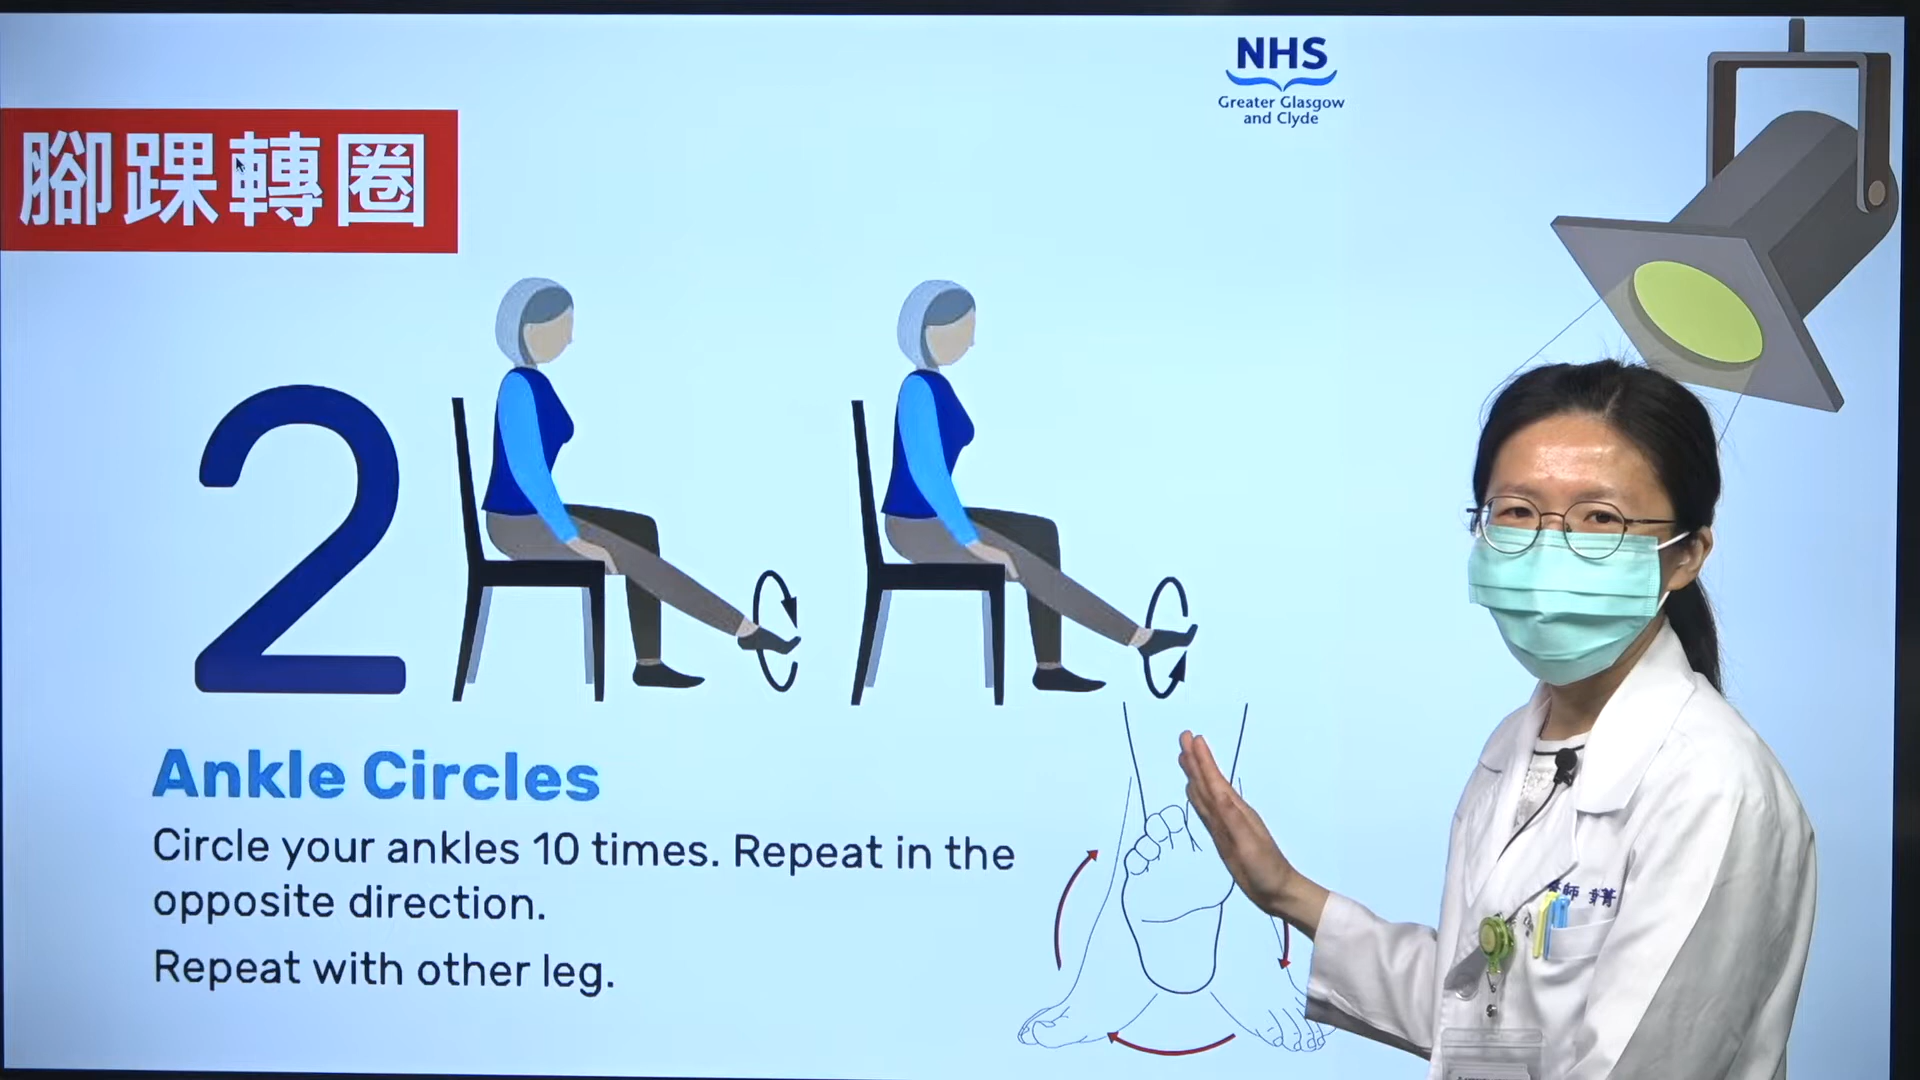 NHS
Greater Glasgow
and Clyde
腳踝轉圈
2
Ankle Circles
Circle your ankles 10 times. Repeat in the
opposite direction.
Repeat with other leg.